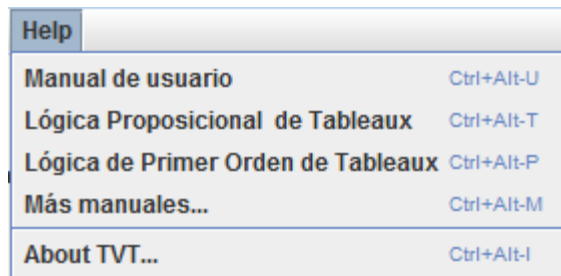 Help
Manual de usuario Ctrl+Alt-U
Lógica Proposicional de Tableaux Ctrl+Alt-T
Lógica de Primer Orden de Tableaux Ctrl+Alt-P
Más manuales... Ctrl+Alt-M
About TVT... Ctrl+Alt-I